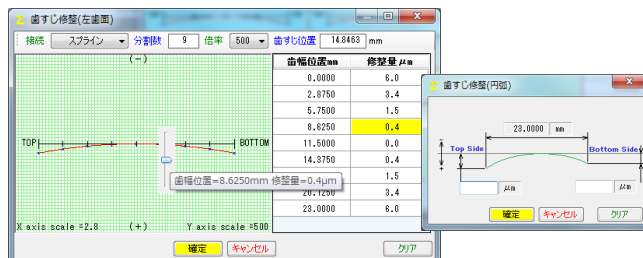 歯すじ修整(左歯面)
接続 スプライン 分割数 9 倍率 500 歯すじ位置 14.8463 mm
(-)
TOP BOTTOM
X axis scale =2.8 (+) Y axis scale=500
歯幅位置mm 修整量μm
0.0000 6.0
2.8750 3.4
5.7500 1.5
8.6250 0.4
11.5000 0.0
14.3750 0.4
1.5
20.1250 3.4
23.0000 6.0
歯幅位置=8.6250mm 修整量=0.4μm
確定 キャンセル クリア
歯すじ修整(円弧)
23.0000 mm
Top Side Bottom Side
-
+
μm μm
確定 キャンセル クリア